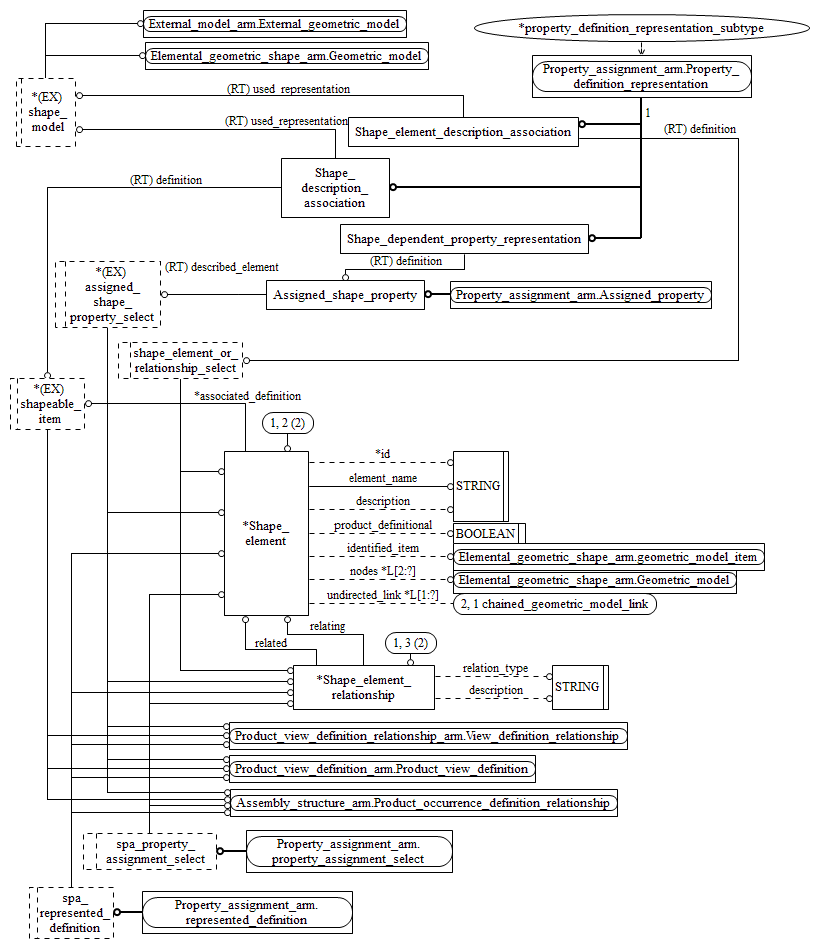 External_model_arm.External_geometric_model
*property_definition_representation_subtype
Elemental_geometric_shape_arm.Geometric_model
Property_assignment_arm.Property_
definition_representation
*(EX)
shape_
model
(RT) used_representation
1
(RT) used_representation
Shape_element_description_association
(RT) definition
Shape_
description_
association
(RT) definition
Shape_dependent_property_representation
(RT) definition
*(EX)
assigned_
shape_
property_select
(RT) described_element
Assigned_shape_property
Property_assignment_arm.Assigned_property
shape_element_or_
relationship_select
*(EX)
shapeable_
item
*associated_definition
1, 2 (2)
*Shape_
element
*id
element_name
description
STRING
product_definitional
BOOLEAN
identified_item
Elemental_geometric_shape_arm.geometric_model_item
nodes *L[2:?]
Elemental_geometric_shape_arm.Geometric_model
undirected_link *L[1:?]
2, 1 chained_geometric_model_link
relating
related
1, 3 (2)
*Shape_element_
relationship
relation_type
description
STRING
Product_view_definition_relationship_arm.View_definition_relationship
Product_view_definition_arm.Product_view_definition
Assembly_structure_arm.Product_occurrence_definition_relationship
spa_property_
assignment_select
Property_assignment_arm.
property_assignment_select
spa_
represented_
definition
Property_assignment_arm.
represented_definition